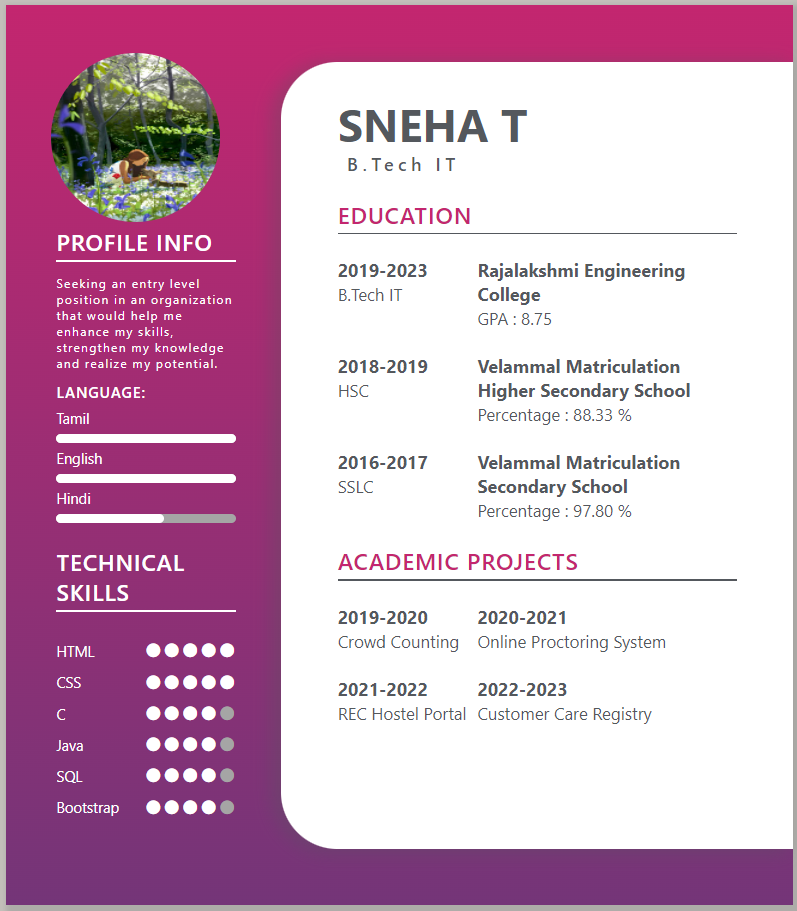 PROFILE INFO
Seeking an entry level
position in an organization
that would help me
enhance my skills,
strengthen my knowledge
and realize my potential.
LANGUAGE:
Tamil
English
Hindi
TECHNICAL
SKILLS
HTML
CSS
C
Java
SQL
Bootstrap
SNEHA T
B.Tech IT
EDUCATION
2019-2023 Rajalakshmi Engineering
B.Tech IT College
GPA : 8.75
2018-2019 Velammal Matriculation
HSC Higher Secondary School
Percentage : 88.33 %
2016-2017 Velammal Matriculation
SSLC Secondary School
Percentage : 97.80 %
ACADEMIC PROJECTS
2019-2020 2020-2021
Crowd Counting Online Proctoring System
2021-2022 2022-2023
REC Hostel Portal Customer Care Registry